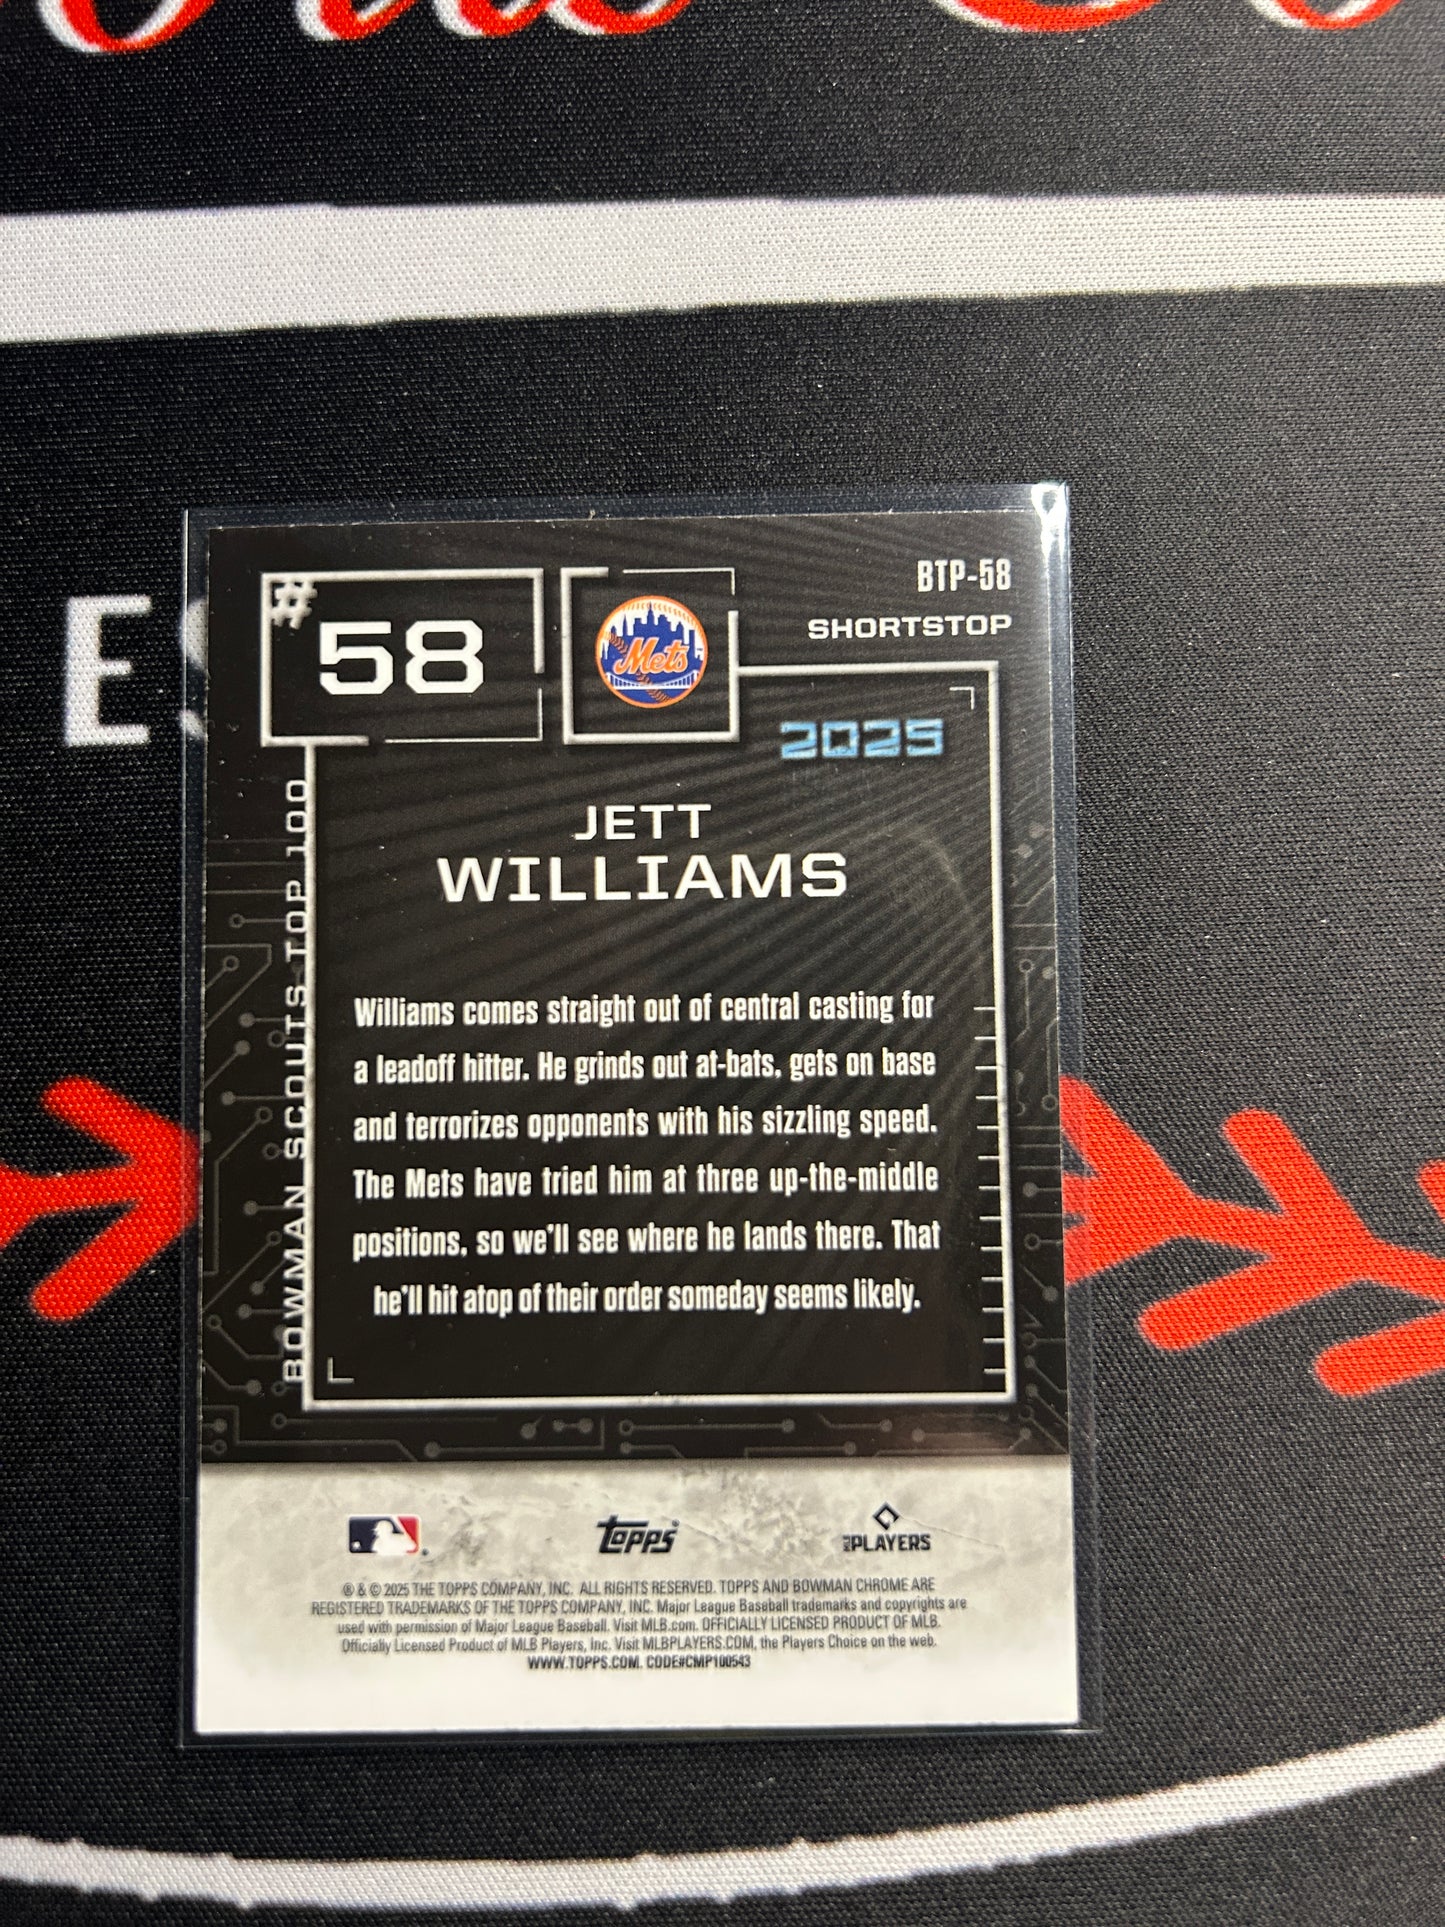 ES
#58
Mets
BTP-58
SHORTSTOP
2025
BOWMAN SCOUTS TOP 100
JETT
WILLIAMS
Williams comes straight out of central casting for
a leadoff hitter. He grinds out at-bats, gets on base
and terrorizes opponents with his sizzling speed.
The Mets have tried him at three up-the-middle
positions, so we'll see where he lands there. That
he'll hit atop of their order someday seems likely.
Topps
MLB PLAYERS
® & © 2025 THE TOPPS COMPANY, INC. ALL RIGHTS RESERVED. TOPPS AND BOWMAN CHROME ARE
REGISTERED TRADEMARKS OF THE TOPPS COMPANY, INC. Major League Baseball trademarks and copyrights are
used with permission of Major League Baseball. Visit MLB.com. OFFICIALLY LICENSED PRODUCT OF MLB.
Officially Licensed Product of MLB Players, Inc. Visit MLBPLAYERS.COM, the Players Choice on the web.
WWW.TOPPS.COM. CODE#CMP100543